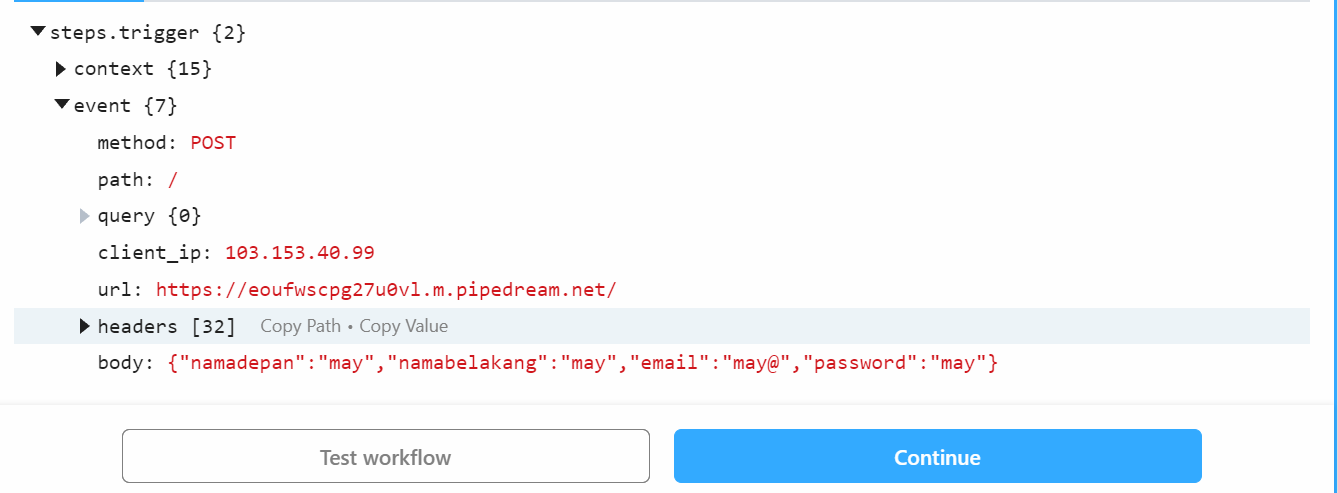 steps.trigger {2}
context {15}
event {7}
method: POST
path: /
query {0}
client_ip: 103.153.40.99
url: https://eoufwscpg27u0vl.m.pipedream.net/
headers [32] Copy Path • Copy Value
body: {"namadepan":"may","namabelakang":"may","email":"may@","password":"may"}
Test workflow Continue